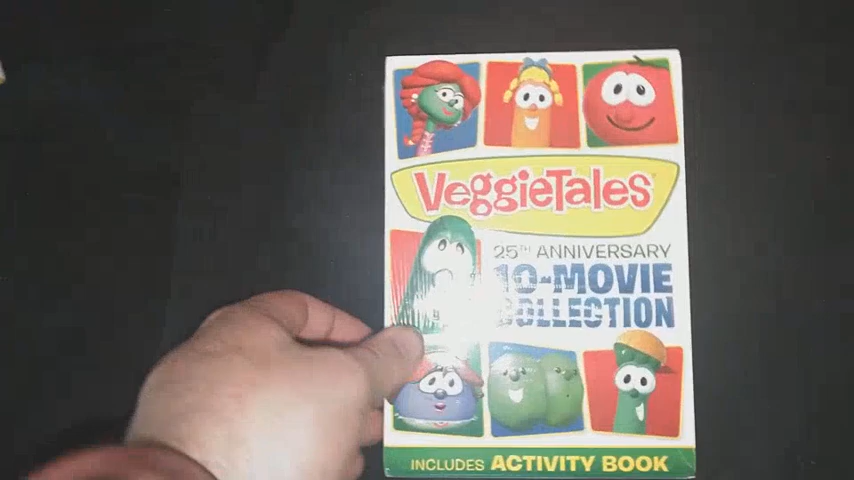 VeggieTales
25TH ANNIVERSARY
10-MOVIE
COLLECTION
INCLUDES ACTIVITY BOOK